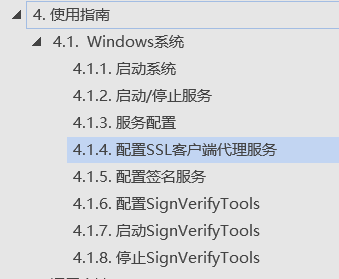 4. 使用指南
4.1. Windows系统
4.1.1. 启动系统
4.1.2. 启动/停止服务
4.1.3. 服务配置
4.1.4. 配置SSL客户端代理服务
4.1.5. 配置签名服务
4.1.6. 配置SignVerifyTools
4.1.7. 启动SignVerifyTools
4.1.8. 停止SignVerifyTools